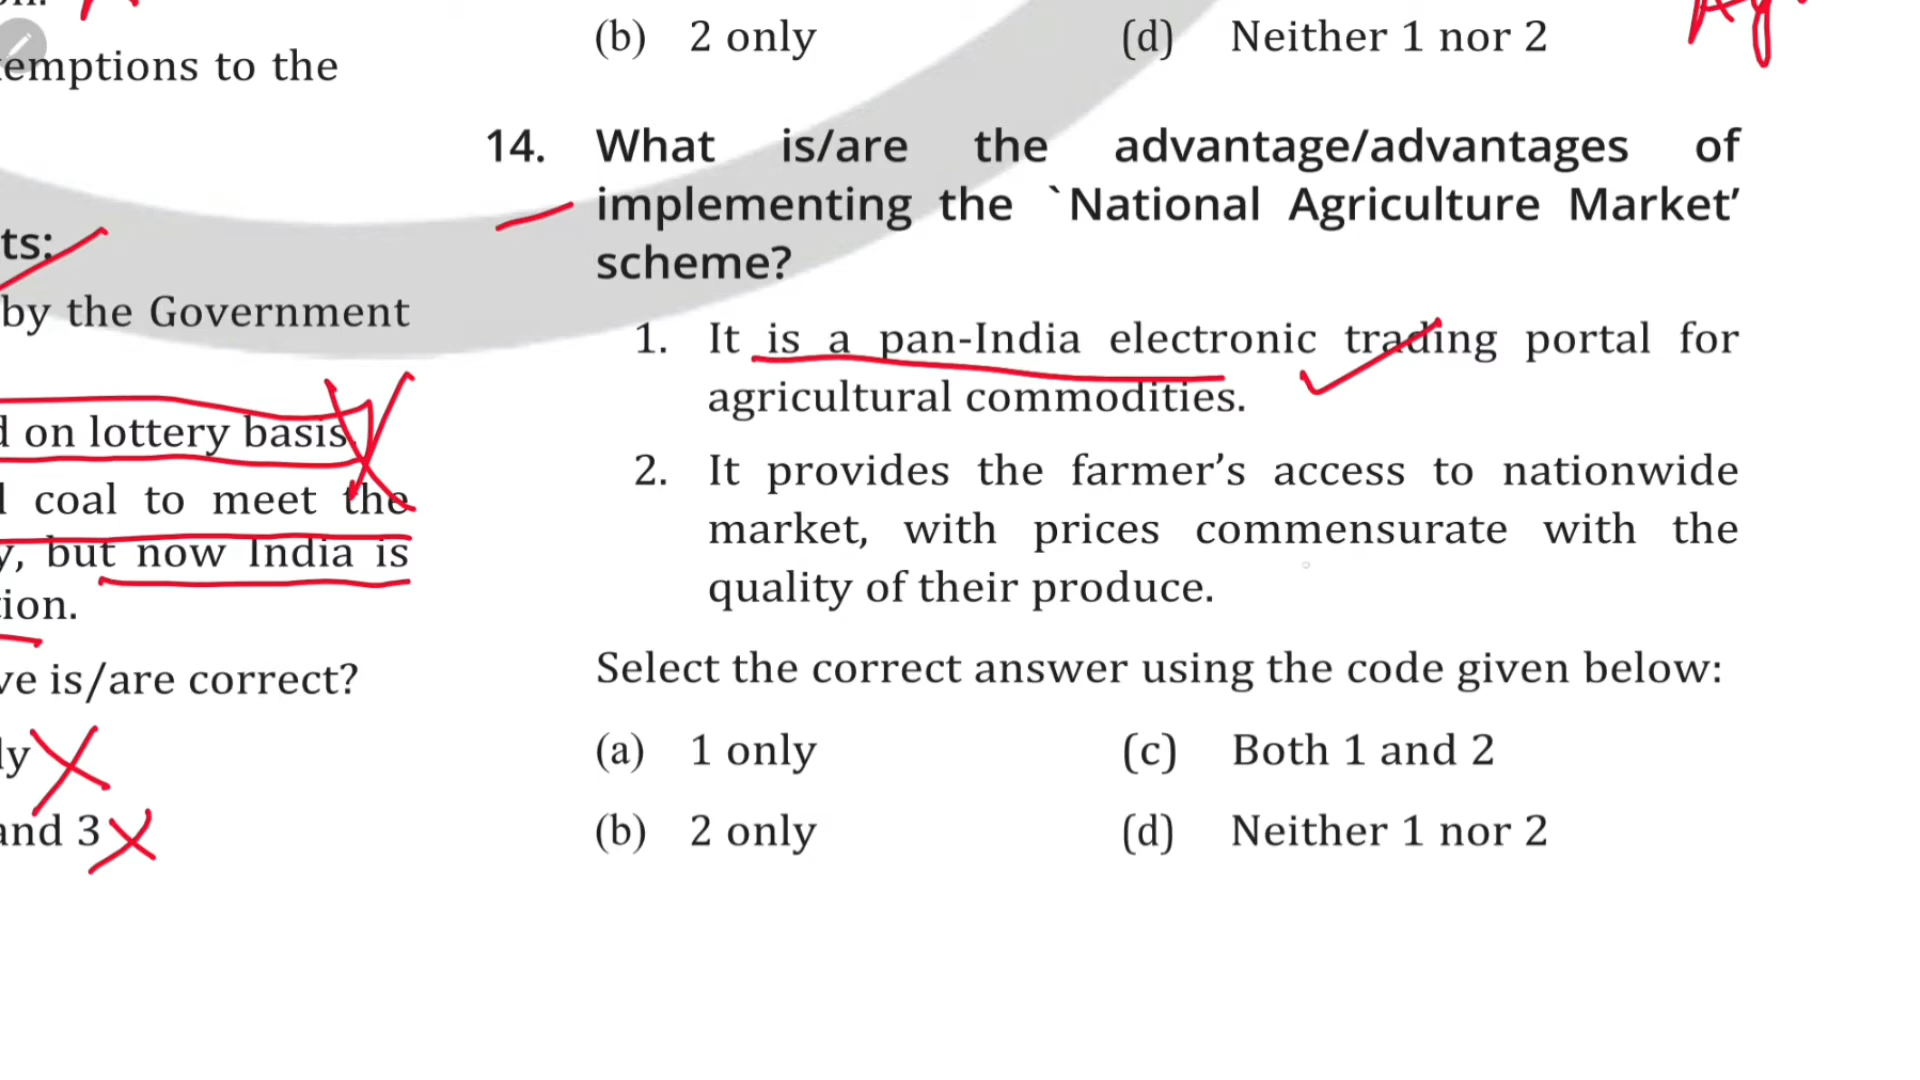 emptions to the
ts:
by the Government
on lottery basis.
coal to meet the
y, but now India is
ion.
ve is/are correct?
ly
and 3
(b) 2 only (d) Neither 1 nor 2
14. What is/are the advantage/advantages of
implementing the `National Agriculture Market’
scheme?
1. It is a pan-India electronic trading portal for
agricultural commodities.
2. It provides the farmer’s access to nationwide
market, with prices commensurate with the
quality of their produce.
Select the correct answer using the code given below:
(a) 1 only (c) Both 1 and 2
(b) 2 only (d) Neither 1 nor 2